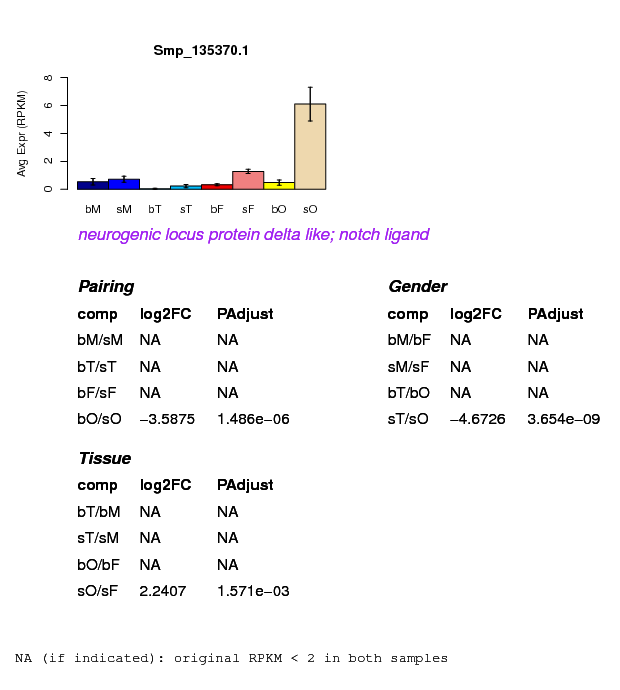 Smp_135370.1
Avg Expr (RPKM)
8
6
4
2
0
bM sM bT sT bF sF bO sO
neurogenic locus protein delta like; notch ligand
Pairing
comp log2FC PAdjust
bM/sM NA NA
bT/sT NA NA
bF/sF NA NA
bO/sO −3.5875 1.486e−06
Gender
comp log2FC PAdjust
bM/bF NA NA
sM/sF NA NA
bT/bO NA NA
sT/sO −4.6726 3.654e−09
Tissue
comp log2FC PAdjust
bT/bM NA NA
sT/sM NA NA
bO/bF NA NA
sO/sF 2.2407 1.571e−03
NA (if indicated): original RPKM < 2 in both samples